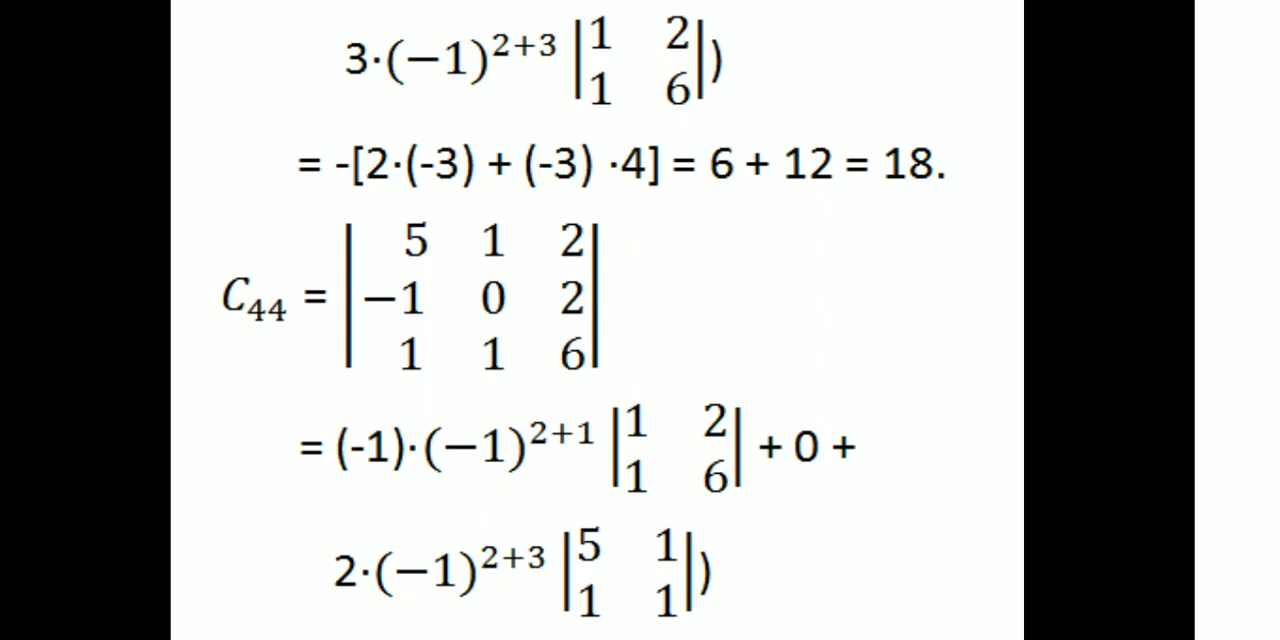 3·(−1)²⁺³ |1 2|)
|1 6|
= -[2·(-3) + (-3) ·4] = 6 + 12 = 18.
| 5 1 2|
C₄₄ = |−1 0 2|
| 1 1 6|
= (-1)·(−1)²⁺¹ |1 2| + 0 +
|1 6|
2·(−1)²⁺³ |5 1|)
|1 1|